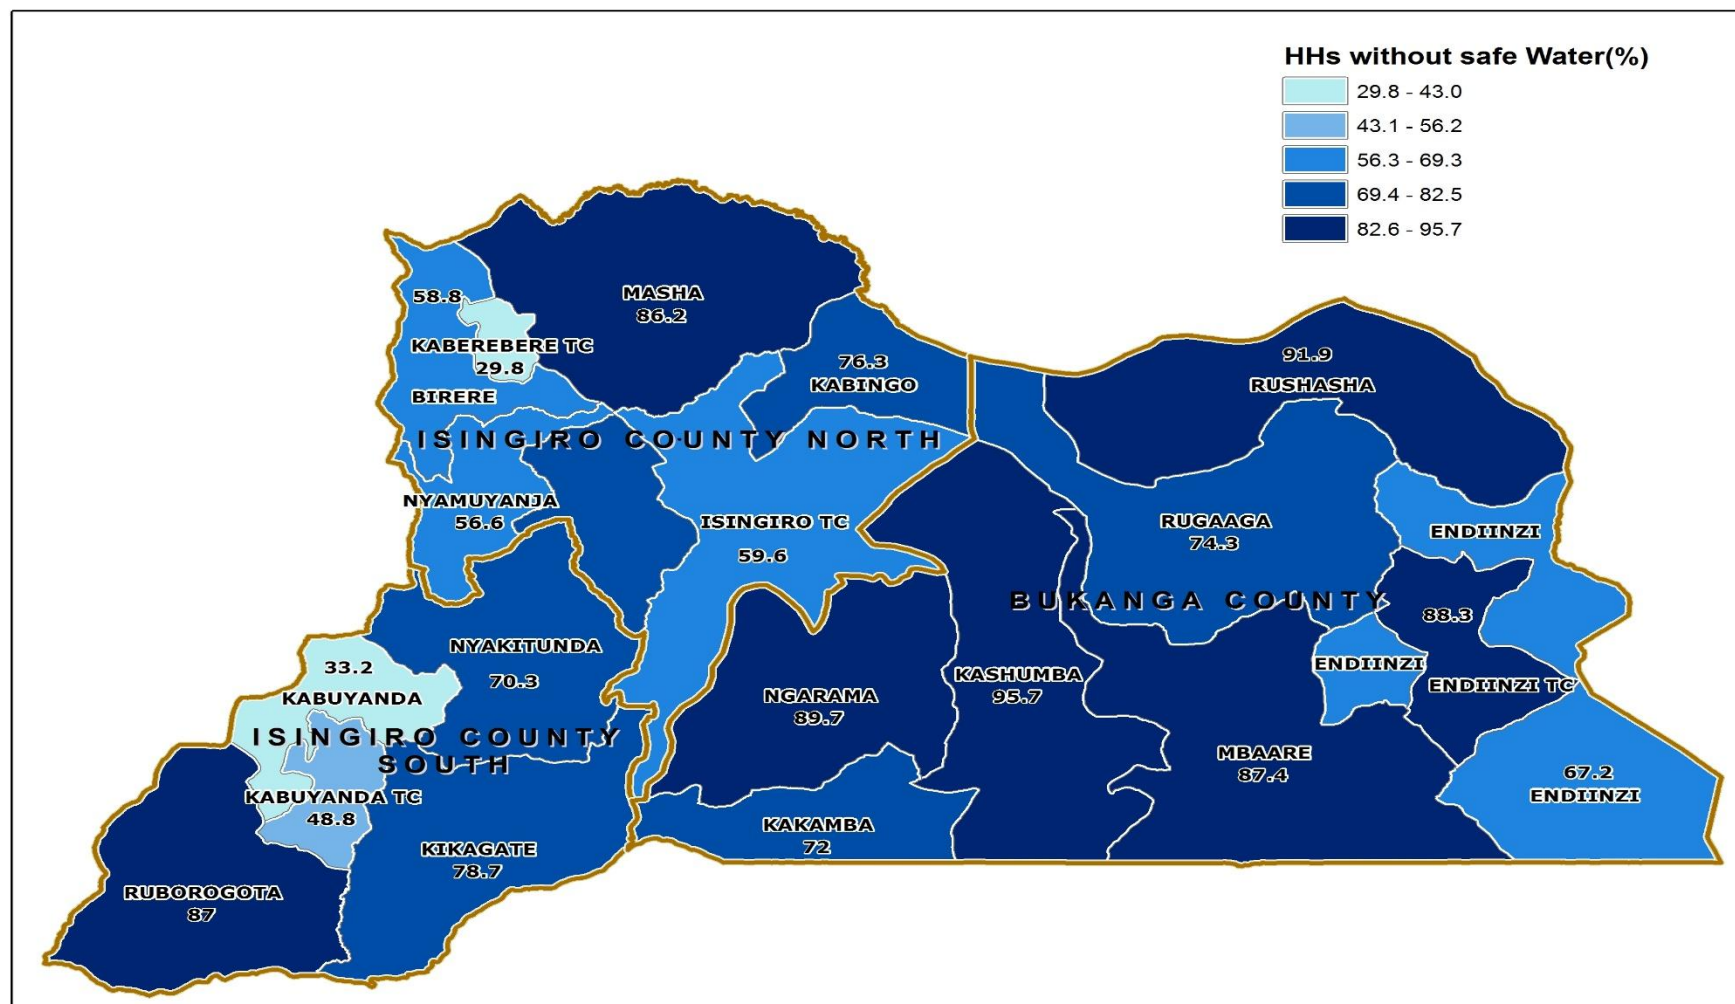 HHs without safe Water(%)
29.8 - 43.0
43.1 - 56.2
56.3 - 69.3
69.4 - 82.5
82.6 - 95.7
MASHA
86.2
58.8
KABEREBERE TC
29.8
BIRERE
76.3
KABINGO
91.9
RUSHASHA
ISINGIRO COUNTY NORTH
NYAMUYANJA
56.6
ISINGIRO TC
59.6
RUGAAGA
74.3
ENDIINZI
BUKANGA COUNTY
88.3
NYAKITUNDA
70.3
33.2
KABUYANDA
ENDIINZI
ENDIINZI TC
KASHUMBA
95.7
NGARAMA
89.7
ISINGIRO COUNTY
SOUTH
MBAARE
87.4
67.2
ENDIINZI
KABUYANDA TC
48.8
KAKAMBA
72
KIKAGATE
78.7
RUBOROGOTA
87